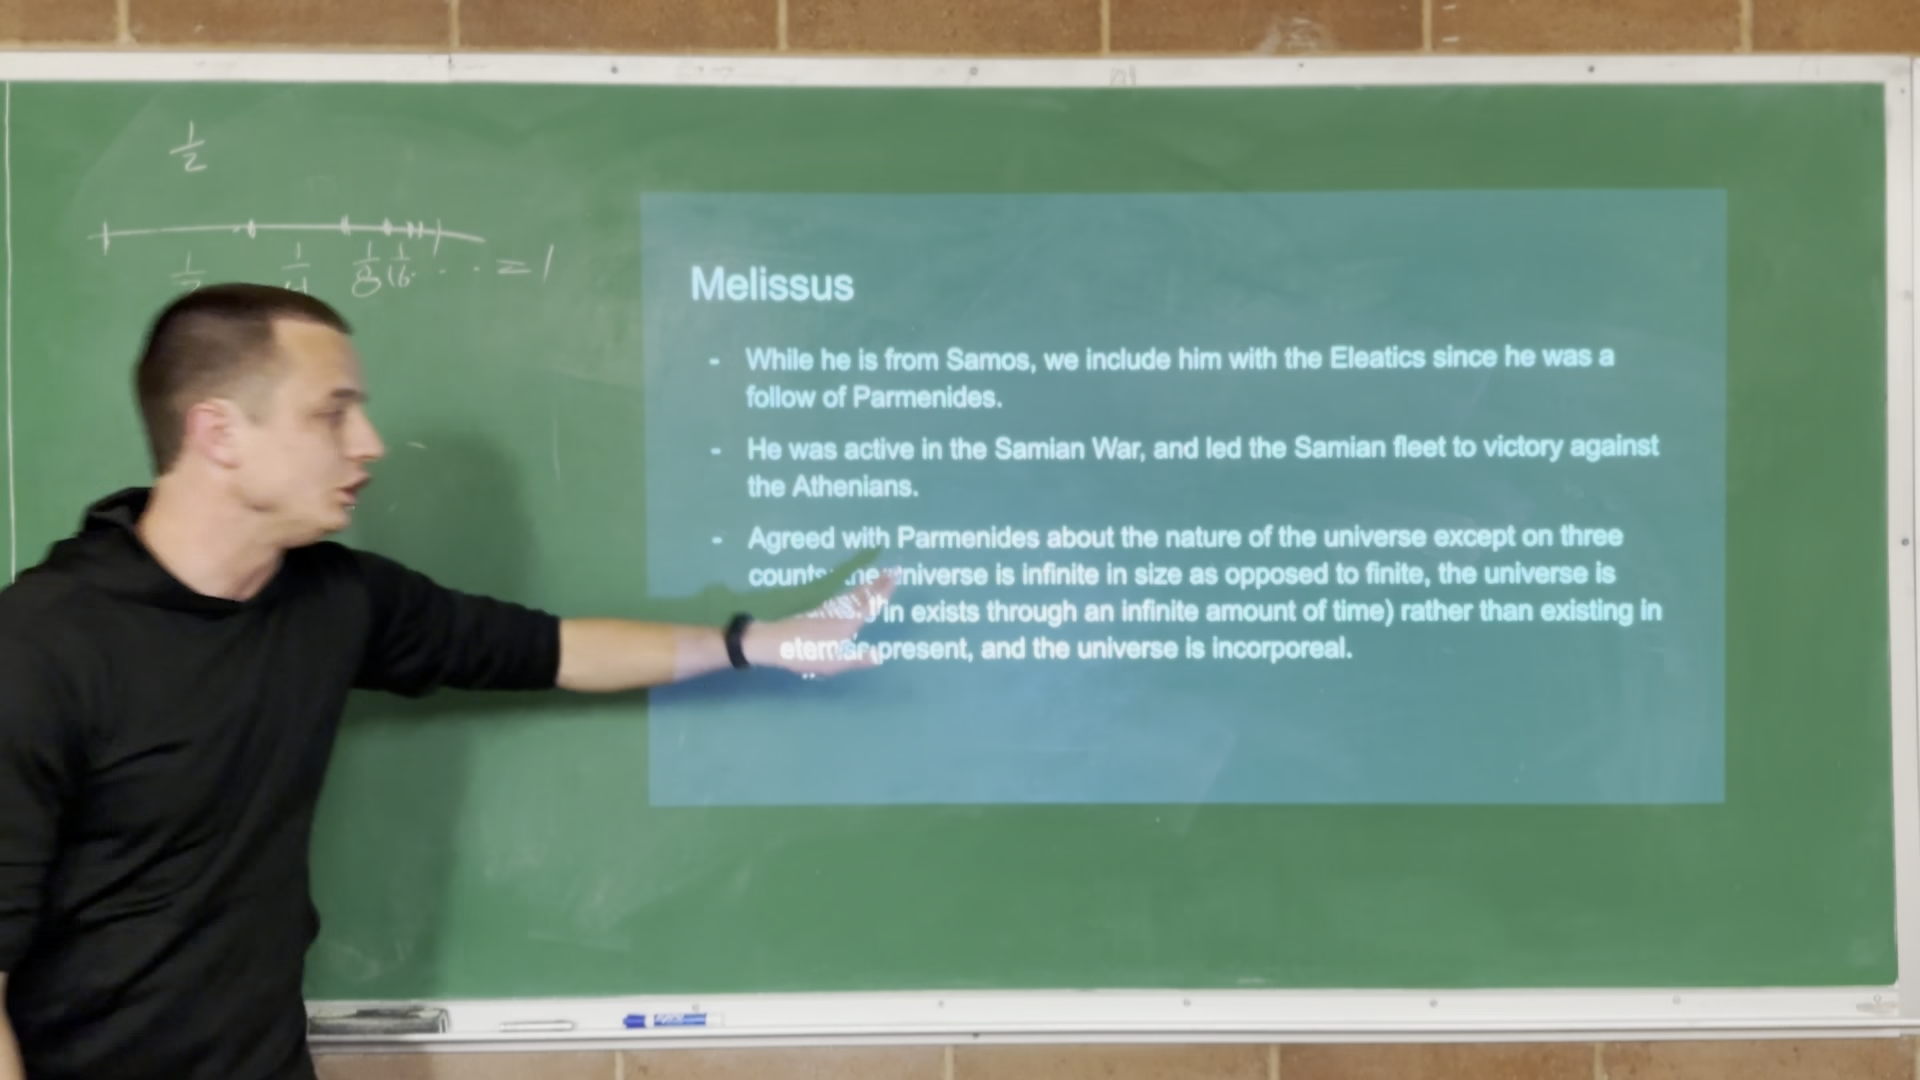 1/2
1/4 1/8 1/16 . . . = 1
Melissus
- While he is from Samos, we include him with the Eleatics since he was a
follow of Parmenides.
- He was active in the Samian War, and led the Samian fleet to victory against
the Athenians.
- Agreed with Parmenides about the nature of the universe except on three
universe is infinite in size as opposed to finite, the universe is
in exists through an infinite amount of time) rather than existing in
present, and the universe is incorporeal.